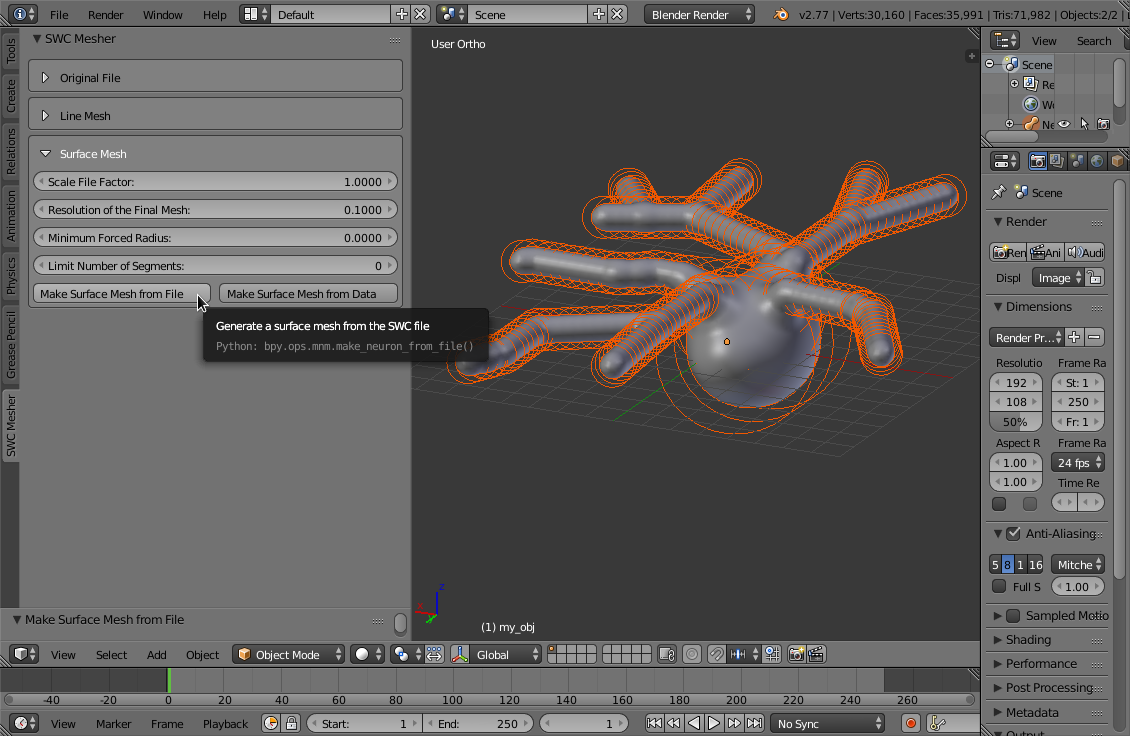 File Render Window Help Default Scene Blender Render v2.77 | Verts:30,160 | Faces:35,991 | Tris:71,982 | Objects:2/2 |
Tools
Create
Relations
Animation
Physics
Grease Pencil
SWC Mesher
SWC Mesher
Original File
Line Mesh
Surface Mesh
Scale File Factor: 1.0000
Resolution of the Final Mesh: 0.1000
Minimum Forced Radius: 0.0000
Limit Number of Segments: 0
Make Surface Mesh from File Make Surface Mesh from Data
Generate a surface mesh from the SWC file
Python: bpy.ops.mnm.make_neuron_from_file()
Make Surface Mesh from File
User Ortho
z
(1) my_obj
View Select Add Object Object Mode Global
-40 -20 0 20 40 60 80 100 120 140 160 180 200 220 240 260
View Marker Frame Playback Start: 1 End: 250 1 No Sync
View Search
Scene
Re
Wo
Ne
Scene
Render
Ren Ani Audi
Displ Image
Dimensions
Render Pr...
Resolutio Frame Ra
192 St: 1
108 250
50% Fr: 1
Aspect R Frame Ra
1.00 24 fps
1.00 Time Re
Anti-Aliasing
5 8 1 16 Mitche
Full S 1.00
Sampled Motio
Shading
Performance
Post Processing
Metadata
Output